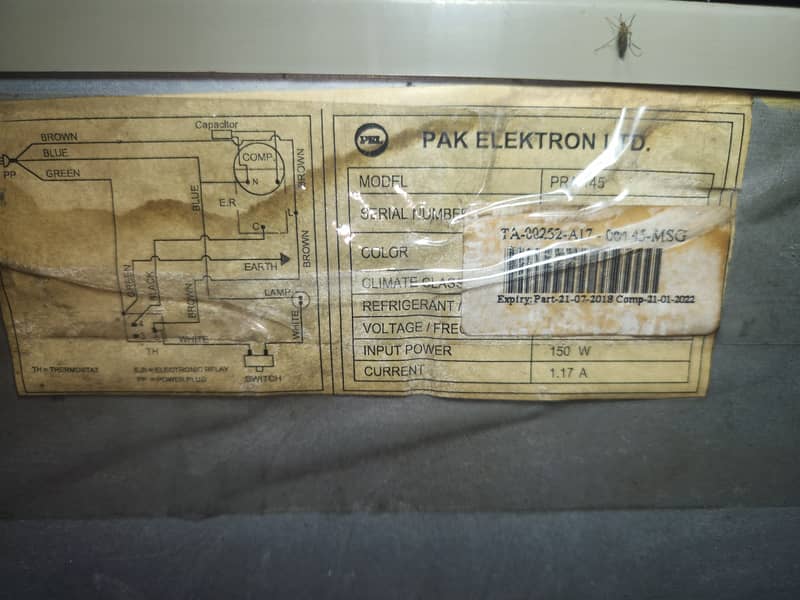 BROWN
BLUE
GREEN
PP
Capacitor
COMP.
N
BLUE
E.R
C
L
BROWN
BROWN
GREEN
BLACK
BROWN
EARTH
LAMP
WHITE
WHITE
TH
SWITCH
TH = THERMOSTAT
E.R = ELECTRONIC RELAY
PP = POWER PLUG
PEL
PAK ELEKTRON LTD.
MODEL
SERIAL NUMBER
COLOR
CLIMATE CLASS
REFRIGERANT /
VOLTAGE /
INPUT POWER 150 W
CURRENT 1.17 A
Expiry: Part-21-07-2018 Comp-21-01-2022